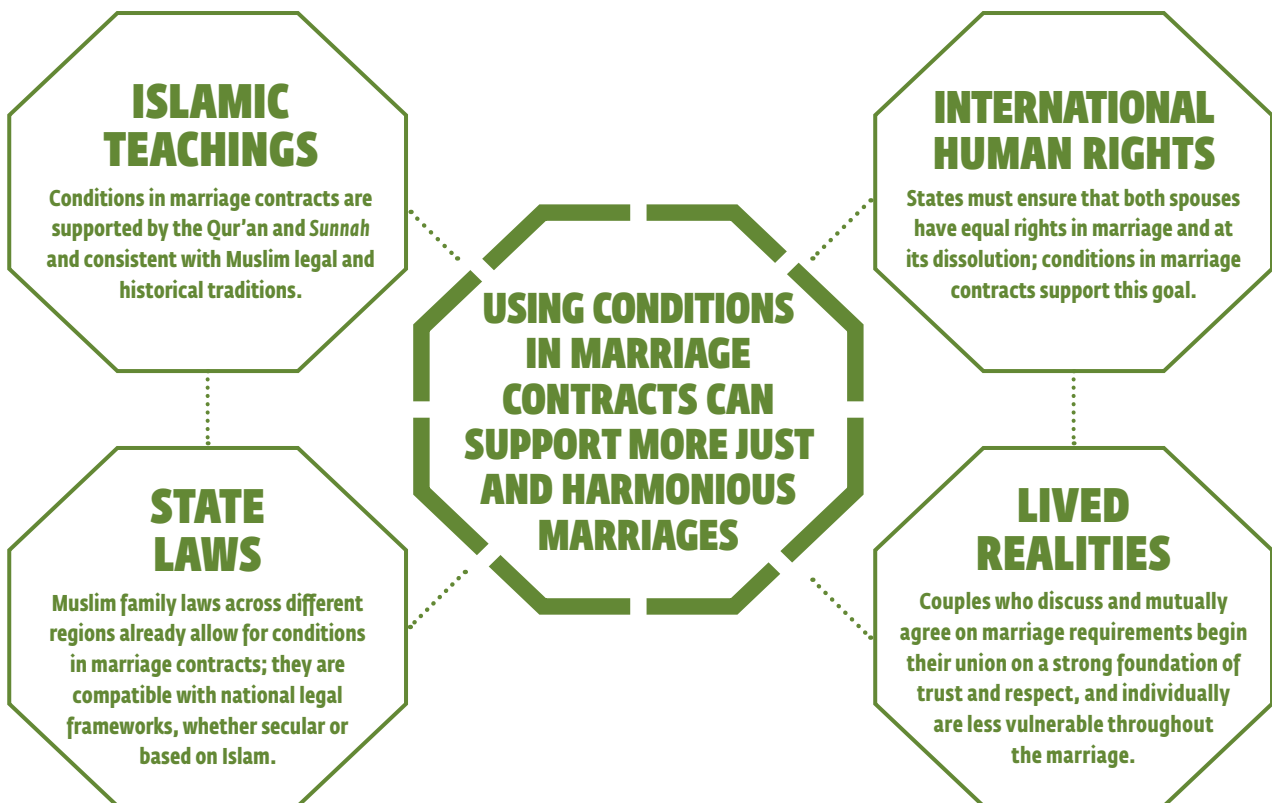 ISLAMIC
TEACHINGS
Conditions in marriage contracts are
supported by the Qur’an and Sunnah
and consistent with Muslim legal and
historical traditions.
INTERNATIONAL
HUMAN RIGHTS
States must ensure that both spouses
have equal rights in marriage and at
its dissolution; conditions in marriage
contracts support this goal.
USING CONDITIONS
IN MARRIAGE
CONTRACTS CAN
SUPPORT MORE JUST
AND HARMONIOUS
MARRIAGES
STATE
LAWS
Muslim family laws across different
regions already allow for conditions
in marriage contracts; they are
compatible with national legal
frameworks, whether secular or
based on Islam.
LIVED
REALITIES
Couples who discuss and mutually
agree on marriage requirements begin
their union on a strong foundation of
trust and respect, and individually
are less vulnerable throughout
the marriage.